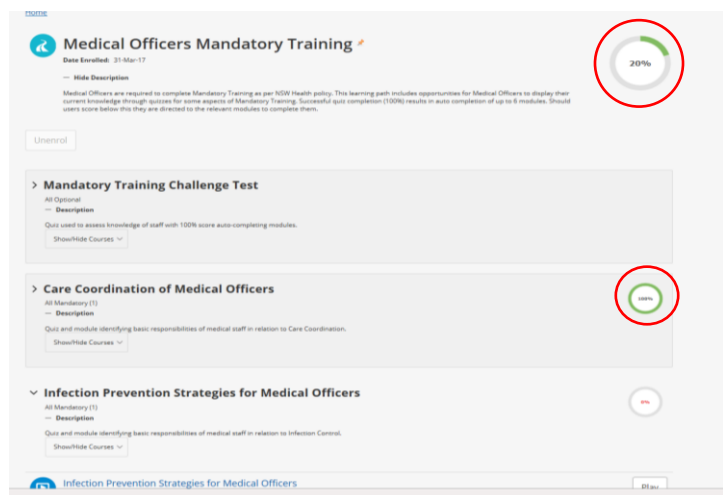 Home
Medical Officers Mandatory Training
Date Enrolled: 31-Mar-17
— Hide Description
Medical Officers are required to complete Mandatory Training as per NSW Health policy. This learning path includes opportunities for Medical Officers to display their
current knowledge through quizzes for some aspects of Mandatory Training. Successful quiz completion (100%) results in auto completion of up to 6 modules. Should
users score below this they are directed to the relevant modules to complete them.
20%
Unenrol
Mandatory Training Challenge Test
All Optional
— Description
Quiz used to assess knowledge of staff with 100% score auto-completing modules.
Show/Hide Courses
Care Coordination of Medical Officers
All Mandatory (1)
— Description
Quiz and module identifying basic responsibilities of medical staff in relation to Care Coordination.
Show/Hide Courses
100%
Infection Prevention Strategies for Medical Officers
All Mandatory (1)
— Description
Quiz and module identifying basic responsibilities of medical staff in relation to Infection Control.
Show/Hide Courses
0%
Infection Prevention Strategies for Medical Officers
Play